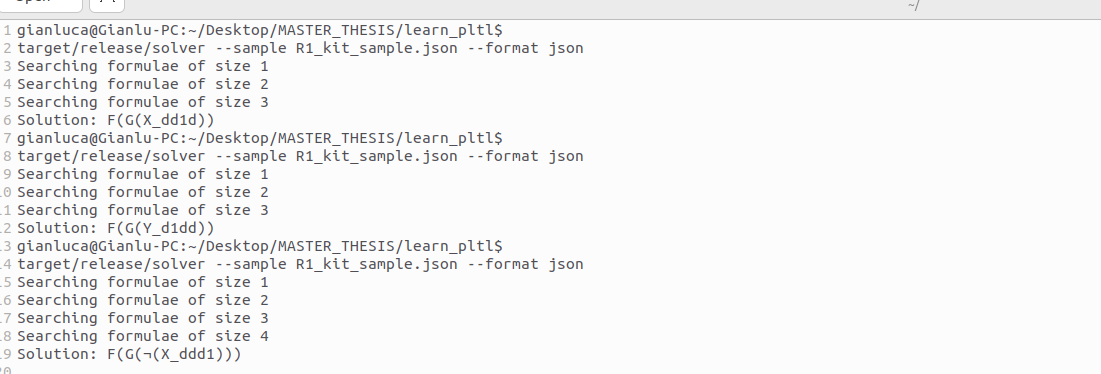 ~/
1 gianluca@Gianlu-PC:~/Desktop/MASTER_THESIS/learn_pltl$
2 target/release/solver --sample R1_kit_sample.json --format json
3 Searching formulae of size 1
4 Searching formulae of size 2
5 Searching formulae of size 3
6 Solution: F(G(X_dd1d))
7 gianluca@Gianlu-PC:~/Desktop/MASTER_THESIS/learn_pltl$
8 target/release/solver --sample R1_kit_sample.json --format json
9 Searching formulae of size 1
10 Searching formulae of size 2
11 Searching formulae of size 3
12 Solution: F(G(Y_d1dd))
13 gianluca@Gianlu-PC:~/Desktop/MASTER_THESIS/learn_pltl$
14 target/release/solver --sample R1_kit_sample.json --format json
15 Searching formulae of size 1
16 Searching formulae of size 2
17 Searching formulae of size 3
18 Searching formulae of size 4
19 Solution: F(G(¬(X_ddd1)))
20